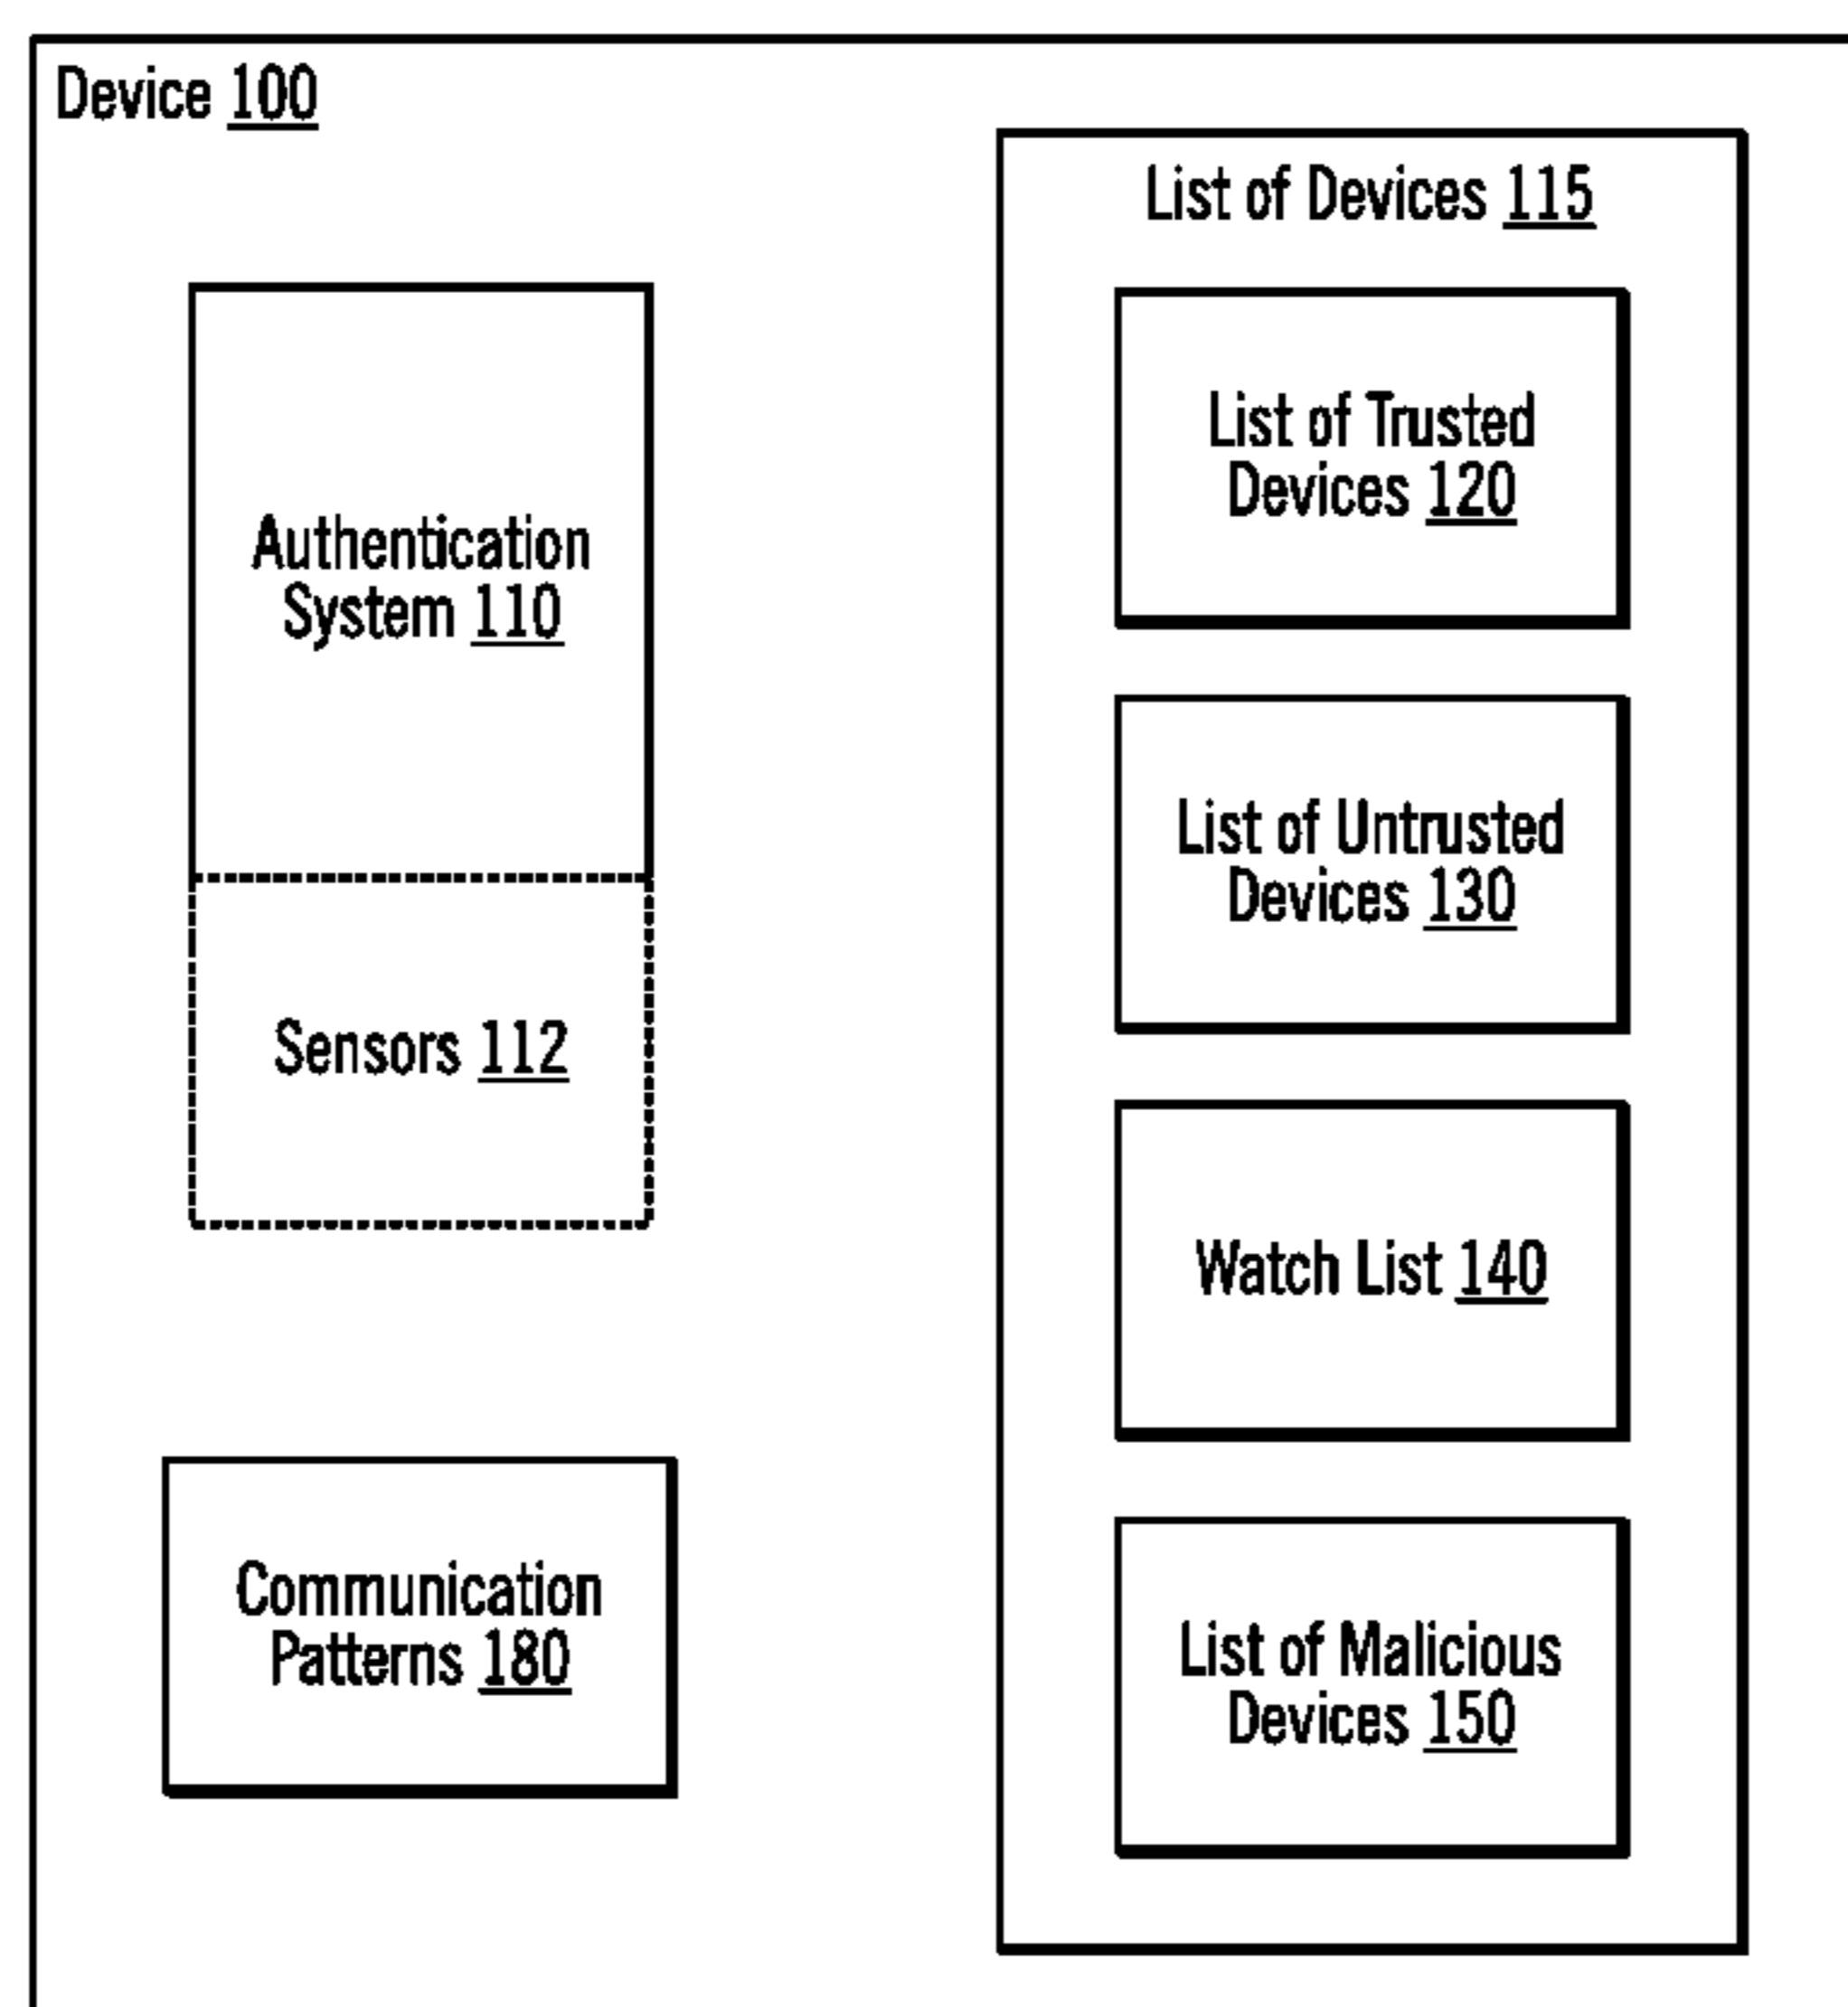 Device 100
List of Devices 115
List of Trusted
Devices 120
Authentication
System 110
List of Untrusted
Devices 130
Sensors 112
Watch List 140
Communication
Patterns 180
List of Malicious
Devices 150